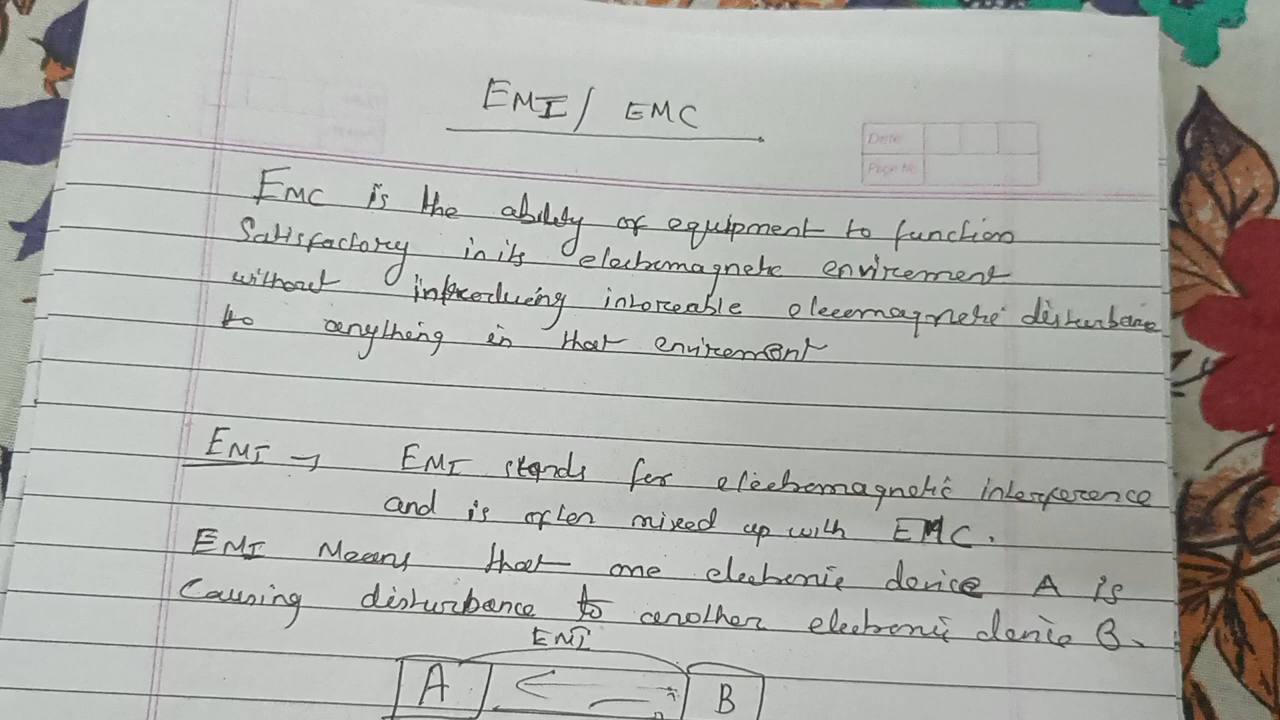 EMI / EMC
Date
Page No
EMC is the ability of equipment to function
Satisfactory in its electromagnetic envirement
without introducing intoreable elecemagnetic disturbance
to anything in that envirement
EMI → EMI stands for electromagnetic interference
and is often mixed up with EMC.
EMI Means that one electronic device A is
Causing disturbance to another electronic device B.
EMI
A B